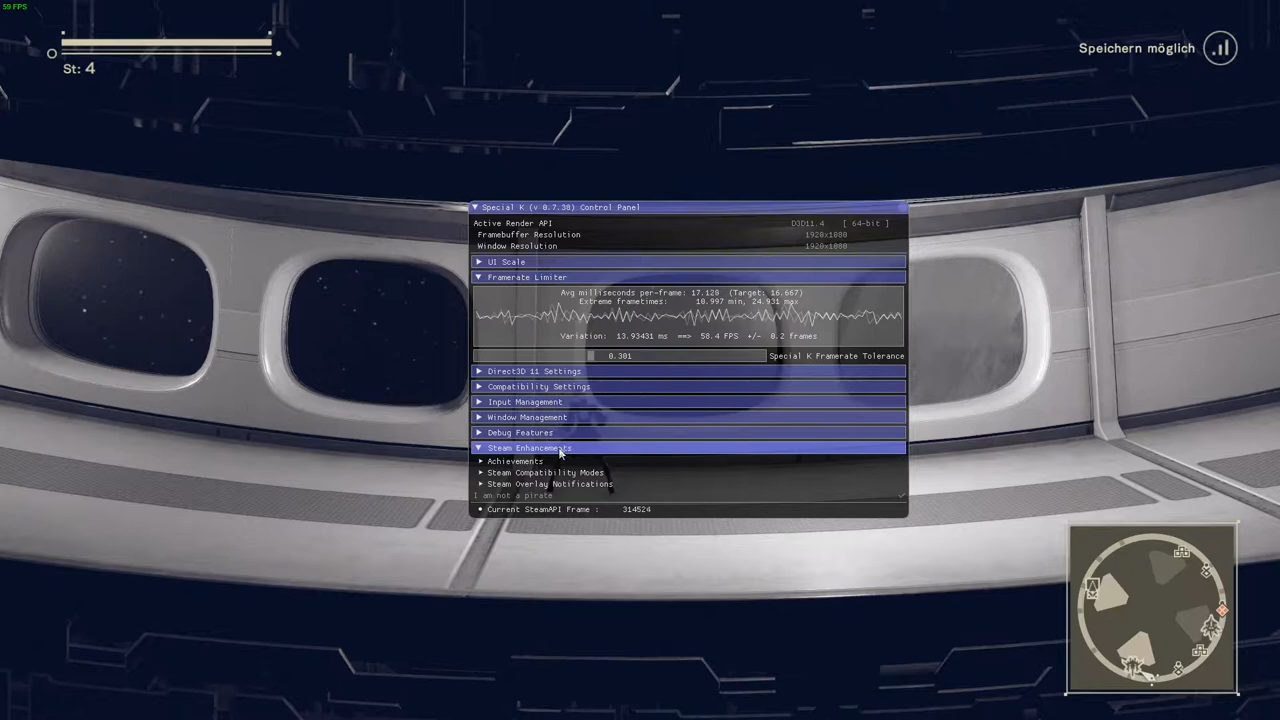 59 FPS
St: 4
Speichern möglich
Special K (v 0.7.38) Control Panel
Active Render API D3D11.4 [ 64-bit ]
Framebuffer Resolution 1920x1080
Window Resolution 1920x1080
UI Scale
Framerate Limiter
Avg milliseconds per-frame: 17.128 (Target: 16.667)
Extreme frametimes: 10.997 min, 24.931 max
Variation: 13.93431 ms ==> 58.4 FPS +/- 8.2 frames
0.301 Special K Framerate Tolerance
Direct3D 11 Settings
Compatibility Settings
Input Management
Window Management
Debug Features
Steam Enhancements
Achievements
Steam Compatibility Modes
Steam Overlay Notifications
I am not a pirate
Current SteamAPI Frame : 314524